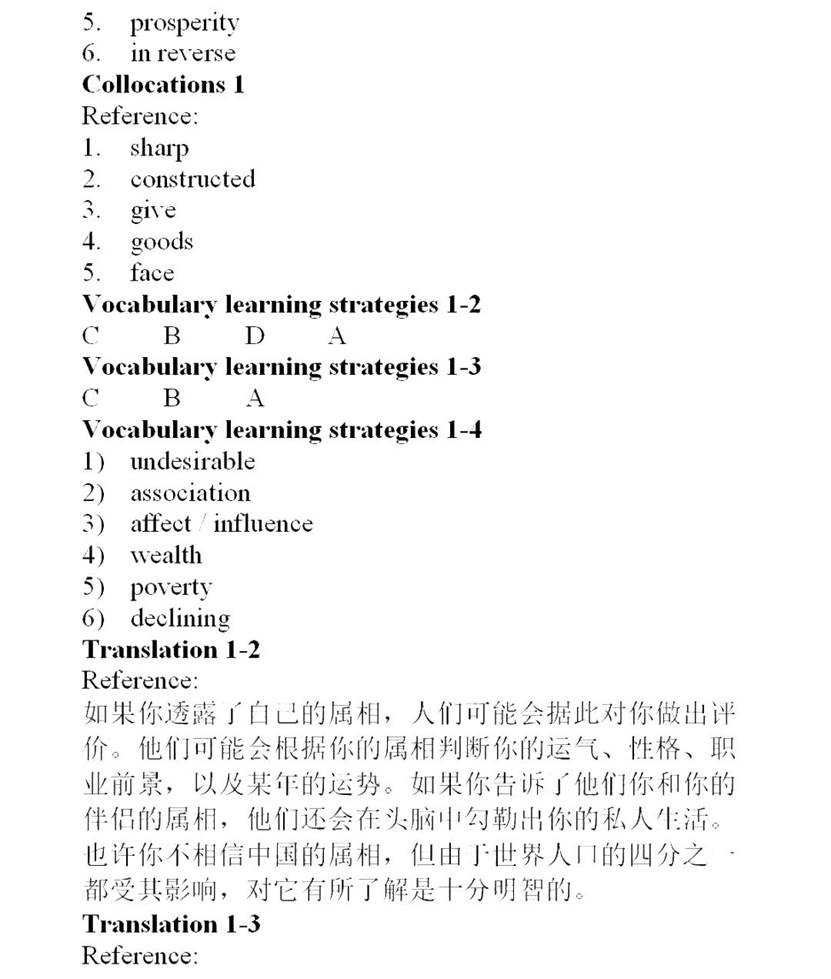 5. prosperity
6. in reverse
Collocations 1
Reference:
1. sharp
2. constructed
3. give
4. goods
5. face
Vocabulary learning strategies 1-2
C B D A
Vocabulary learning strategies 1-3
C B A
Vocabulary learning strategies 1-4
1) undesirable
2) association
3) affect / influence
4) wealth
5) poverty
6) declining
Translation 1-2
Reference:
如果你透露了自己的属相，人们可能会据此对你做出评
价。他们可能会根据你的属相判断你的运气、性格、职
业前景，以及某年的运势。如果你告诉了他们你和你的
伴侣的属相，他们还会在头脑中勾勒出你的私人生活。
也许你不相信中国的属相，但由于世界人口的四分之一
都受其影响，对它有所了解是十分明智的。
Translation 1-3
Reference: